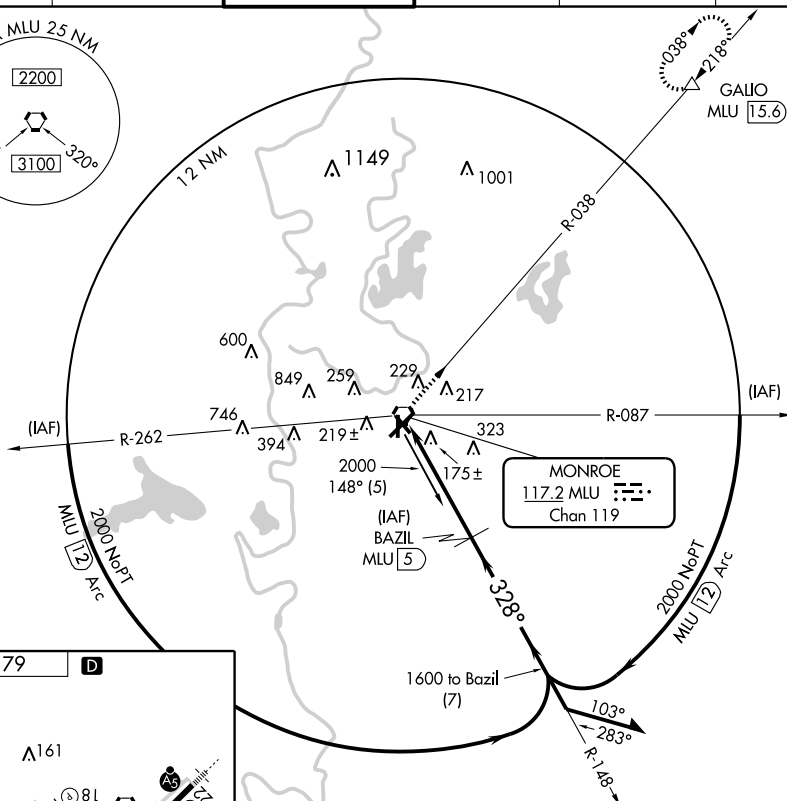 MLU 25 NM
2200
3100
320°
038°
218°
GALIO
MLU 15.6
12 NM
1149
1001
R-038
600
849
259
229
217
(IAF)
746
R-262
394
219±
R-087
(IAF)
323
175±
2000
148° (5)
MONROE
117.2 MLU
Chan 119
(IAF)
BAZIL
MLU 5
328°
2000 NoPT
MLU 12 Arc
2000 NoPT
MLU 12 Arc
1600 to Bazil
(7)
103°
283°
R-148
79
D
161
A5
18L
22